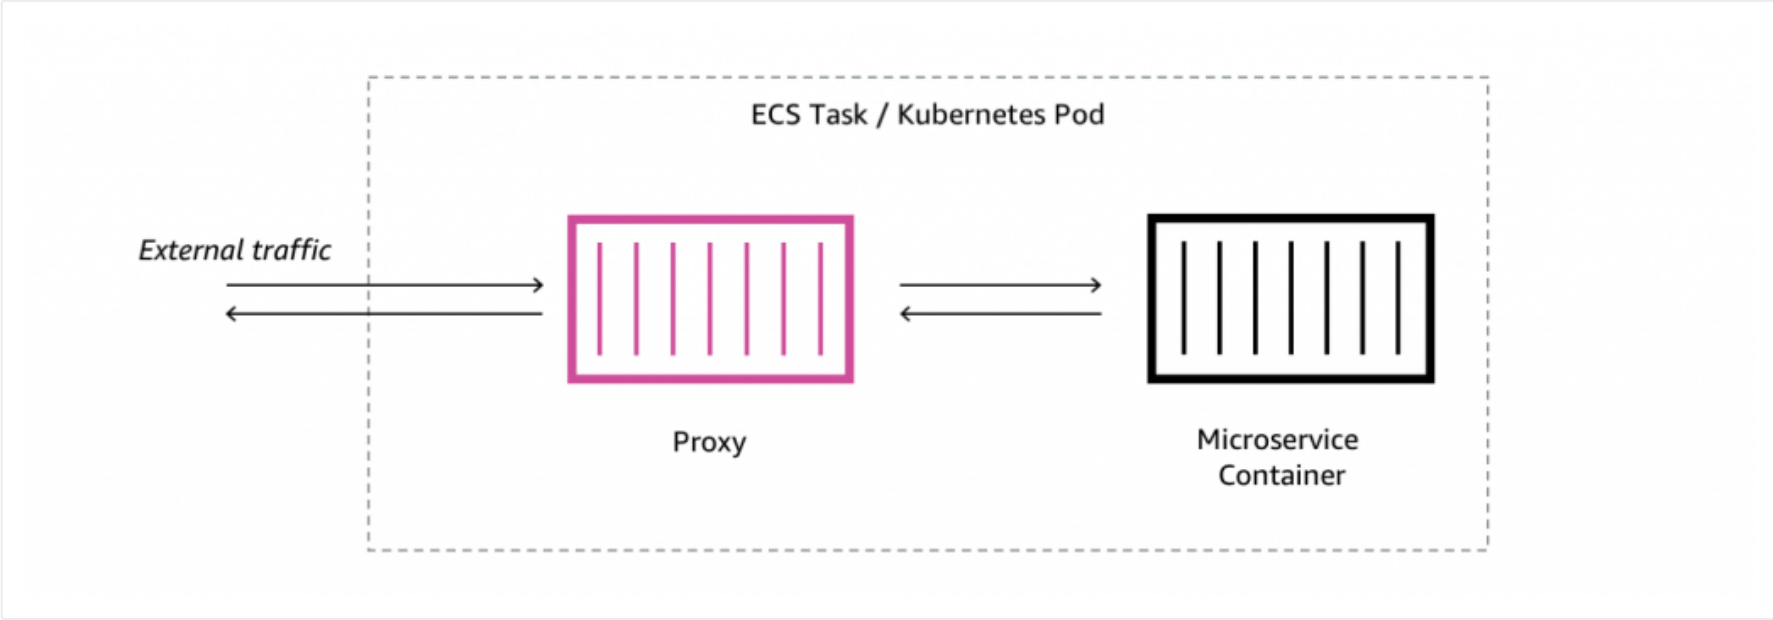 ECS Task / Kubernetes Pod
External traffic
Proxy
Microservice
Container